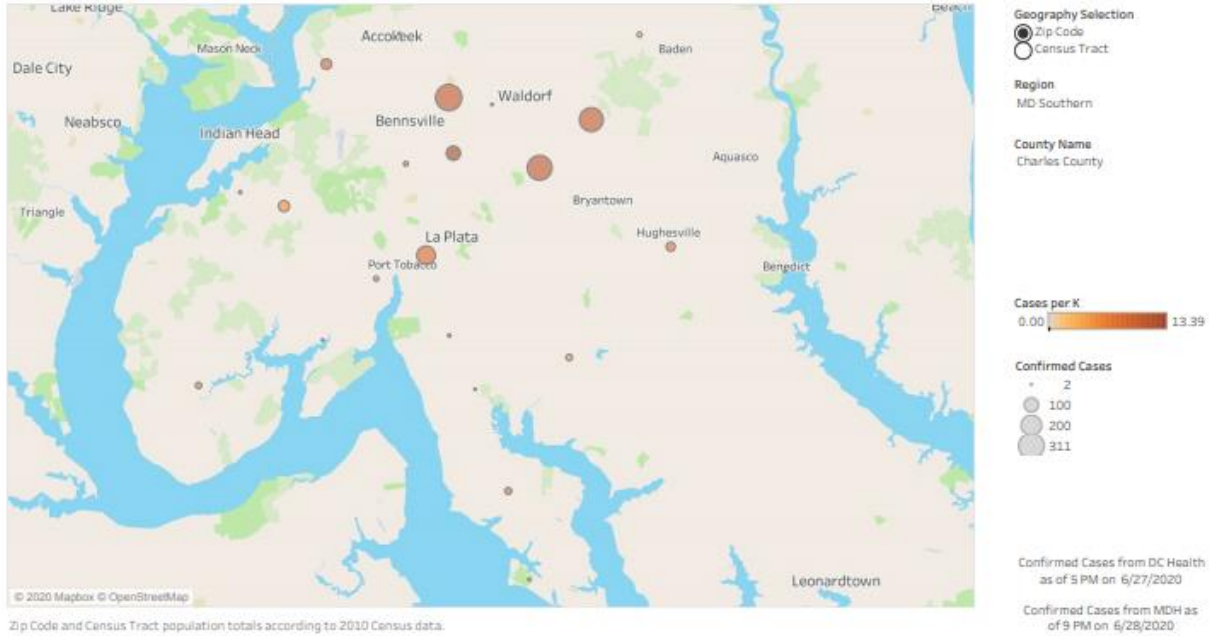 Lake Ridge
Beach
Accokeek
Mason Neck
Baden
Dale City
Waldorf
Neabsco
Bennsville
Indian Head
Aquasco
Triangle
Bryantown
Hughesville
La Plata
Port Tobacco
Benedict
Leonardtown
© 2020 Mapbox © OpenStreetMap
Zip Code and Census Tract population totals according to 2010 Census data.
Geography Selection
Zip Code
Census Tract
Region
MD Southern
County Name
Charles County
Cases per K
0.00 13.39
Confirmed Cases
2
100
200
311
Confirmed Cases from DC Health
as of 5 PM on 6/27/2020
Confirmed Cases from MDH as
of 9 PM on 6/28/2020